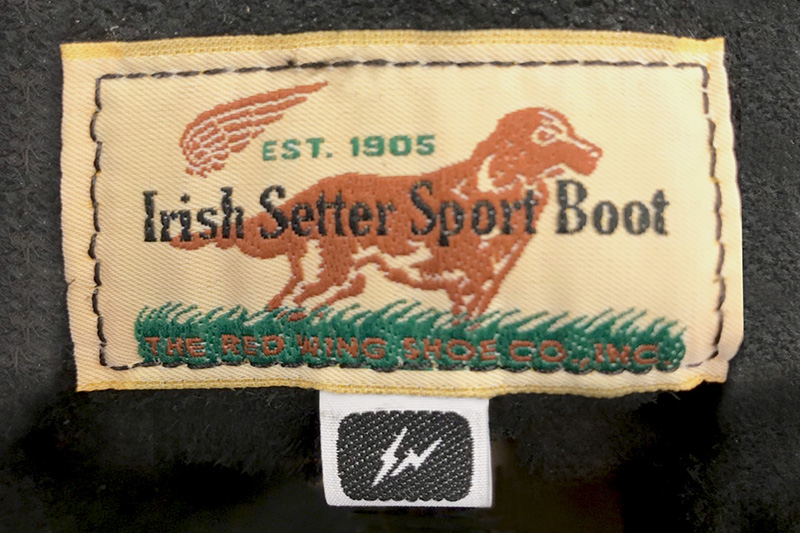 EST. 1905
Irish Setter Sport Boot
THE RED WING SHOE CO., INC.